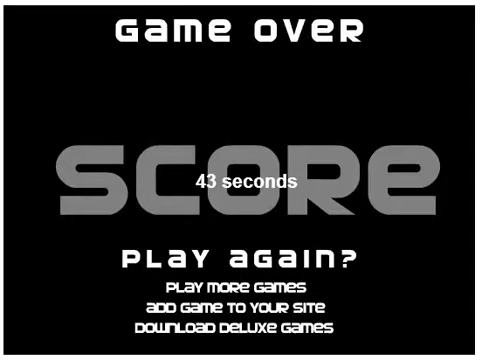 GAME OVER
SCORE
43 seconds
PLAY AGAIN?
PLAY MORE GAMES
ADD GAME TO YOUR SITE
DOWNLOAD DELUXE GAMES